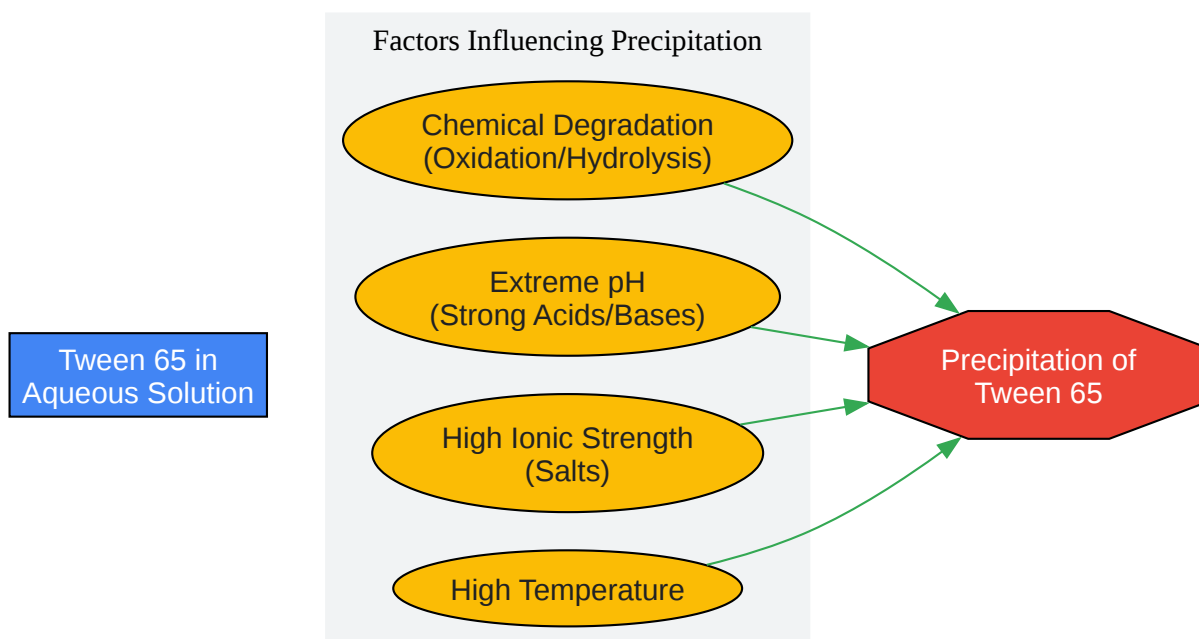 Factors Influencing Precipitation
Chemical Degradation
(Oxidation/Hydrolysis)
Extreme pH
(Strong Acids/Bases)
Tween 65 in
Aqueous Solution
Precipitation of
Tween 65
High Ionic Strength
(Salts)
High Temperature